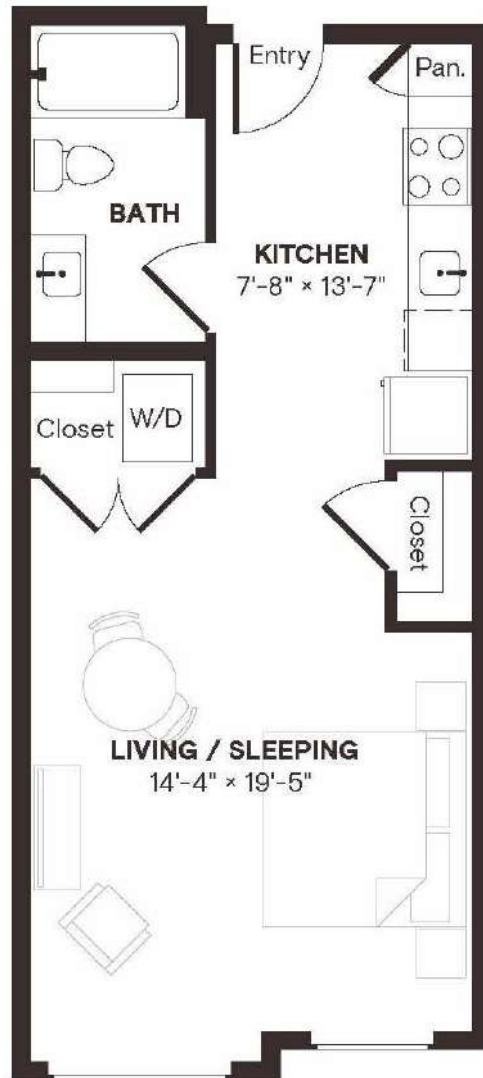 Entry
Pan.
BATH
KITCHEN
7'-8" × 13'-7"
Closet
W/D
Closet
LIVING / SLEEPING
14'-4" × 19'-5"